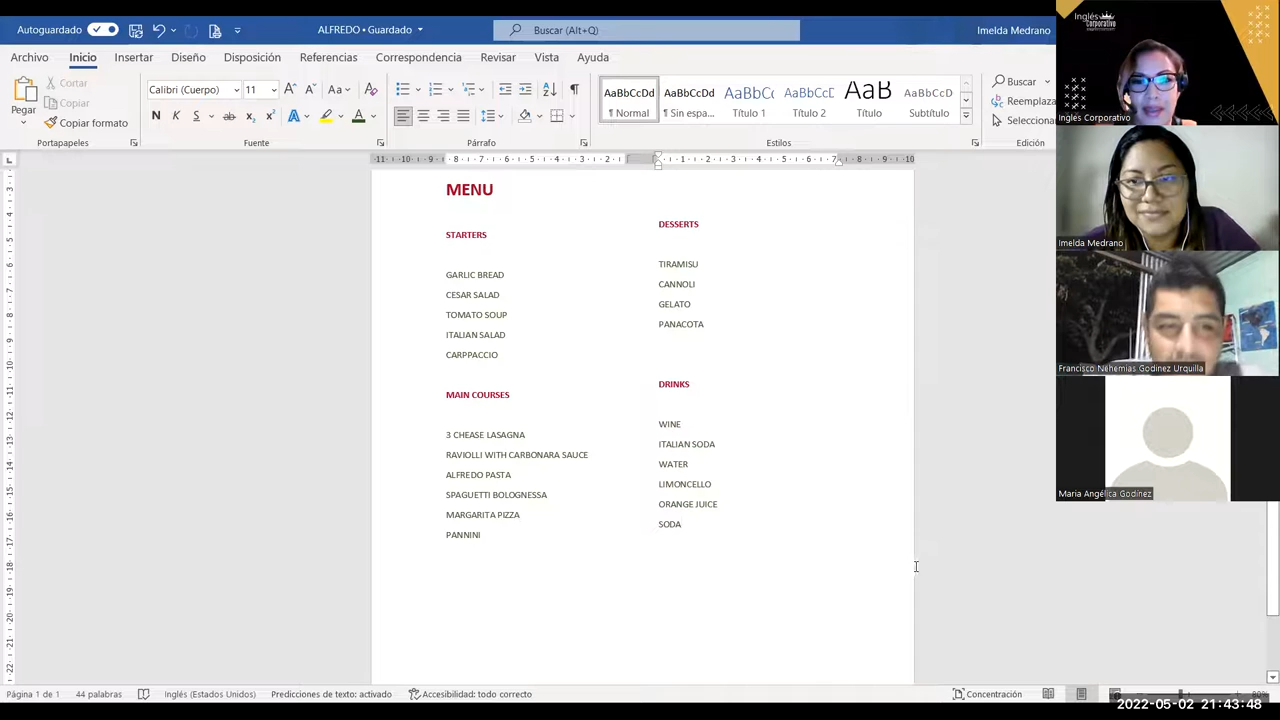 Autoguardado
ALFREDO • Guardado
Buscar (Alt+Q)
Imelda Medrano
Archivo
Inicio
Insertar
Diseño
Disposición
Referencias
Correspondencia
Revisar
Vista
Ayuda
Pegar
Cortar
Copiar
Copiar formato
Portapapeles
Calibri (Cuerpo)
11
Fuente
Párrafo
AaBbCcDd
¶ Normal
AaBbCcDd
¶ Sin espa...
AaBbCc
Título 1
AaBbCcD
Título 2
AaB
Título
AaBbCcD
Subtítulo
Estilos
Buscar
Reemplaza
Selecciona
Edición
MENU
STARTERS
GARLIC BREAD
CESAR SALAD
TOMATO SOUP
ITALIAN SALAD
CARPPACCIO
MAIN COURSES
3 CHEASE LASAGNA
RAVIOLLI WITH CARBONARA SAUCE
ALFREDO PASTA
SPAGUETTI BOLOGNESSA
MARGARITA PIZZA
PANNINI
DESSERTS
TIRAMISU
CANNOLI
GELATO
PANACOTA
DRINKS
WINE
ITALIAN SODA
WATER
LIMONCELLO
ORANGE JUICE
SODA
Inglés
Corporativo
Ingles Corporativo
Imelda Medrano
Francisco Nehemias Godinez Urquilla
Maria Angélica Godinez
Página 1 de 1
44 palabras
Inglés (Estados Unidos)
Predicciones de texto: activado
Accesibilidad: todo correcto
Concentración
80%
2022-05-02 21:43:48